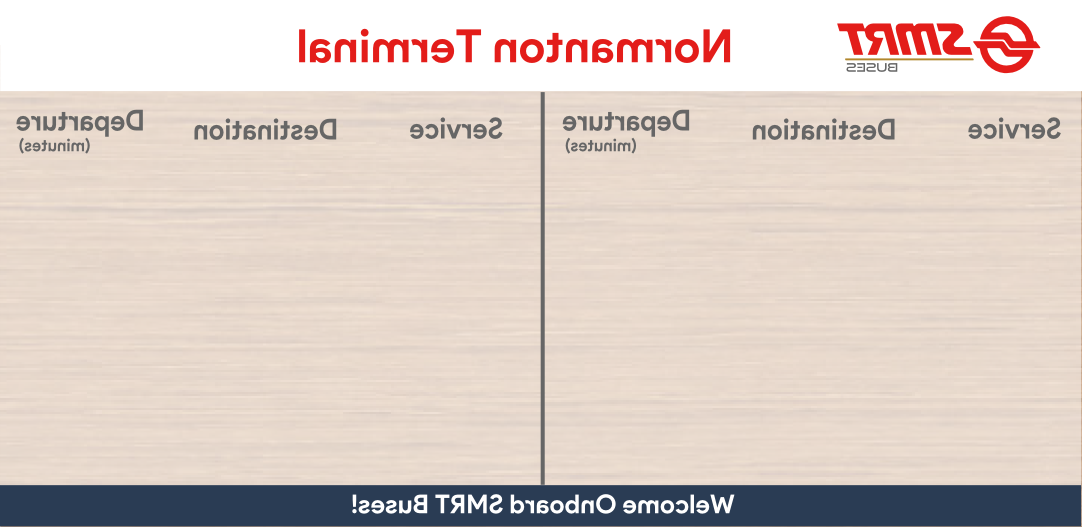 SMRT
BUSES
Normanton Terminal
Service Destination Departure
(minutes)
Service Destination Departure
(minutes)
Welcome Onboard SMRT Buses!